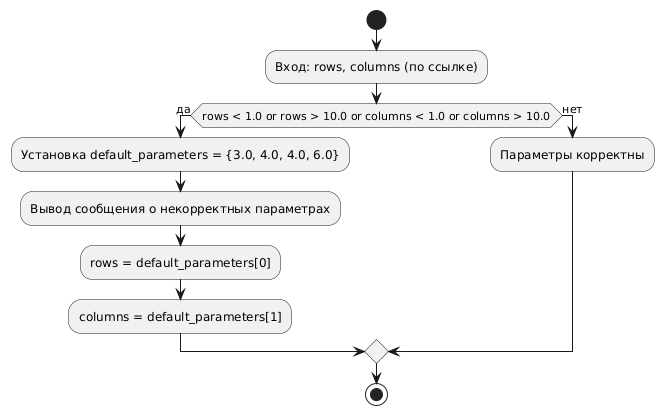 Вход: rows, columns (по ссылке)
да
rows < 1.0 or rows > 10.0 or columns < 1.0 or columns > 10.0
нет
Установка default_parameters = {3.0, 4.0, 4.0, 6.0}
Параметры корректны
Вывод сообщения о некорректных параметрах
rows = default_parameters[0]
columns = default_parameters[1]